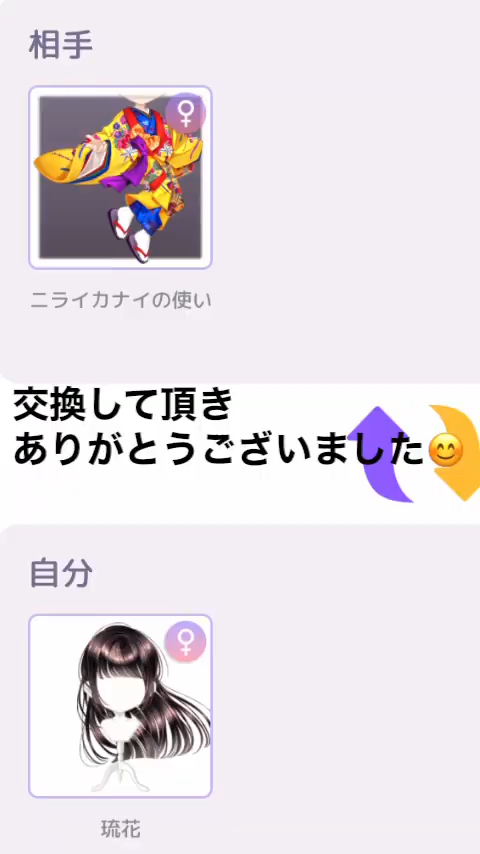 相手
ニライカナイの使い
交換して頂き
ありがとうございました😊
自分
琉花